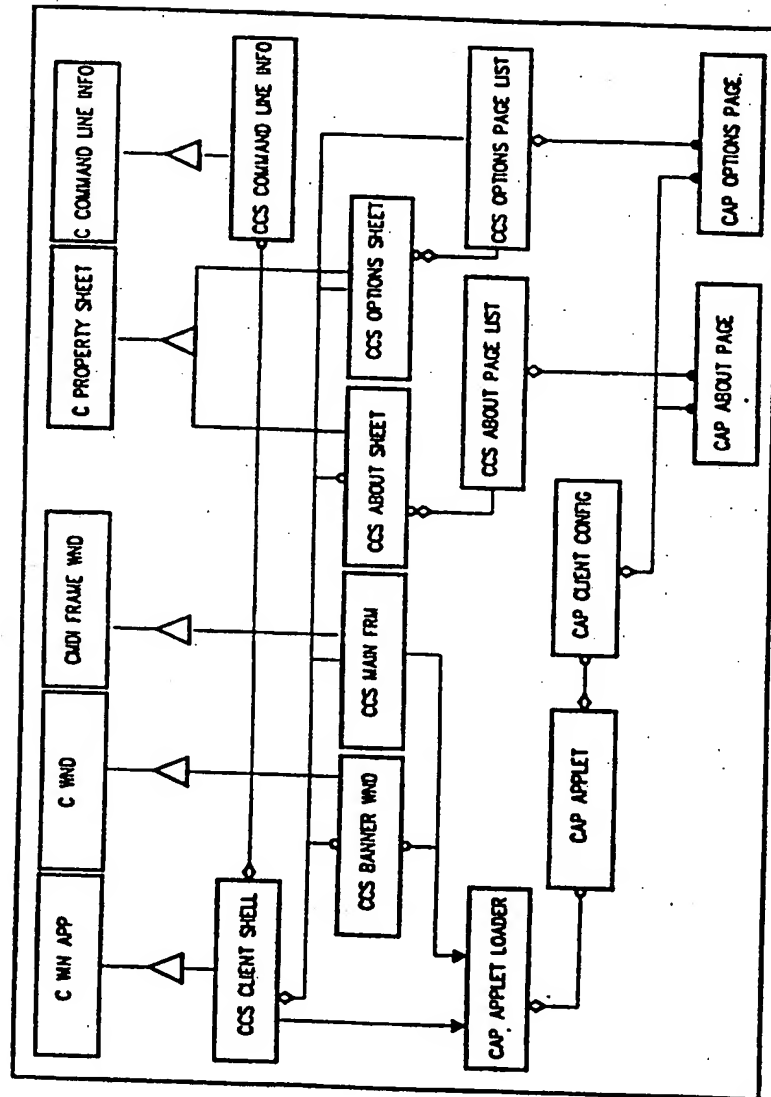 C WIN APP
C WND
CMDI FRAME WND
C PROPERTY SHEET
C COMMAND LINE INFO
CCS CLIENT SHELL
CCS COMMAND LINE INFO
CCS BANNER WND
CCS MAIN FRM
CCS ABOUT SHEET
CCS OPTIONS SHEET
CCS ABOUT PAGE LIST
CCS OPTIONS PAGE LIST
CAP APPLET LOADER
CAP APPLET
CAP CLIENT CONFIG
CAP ABOUT PAGE
CAP OPTIONS PAGE.